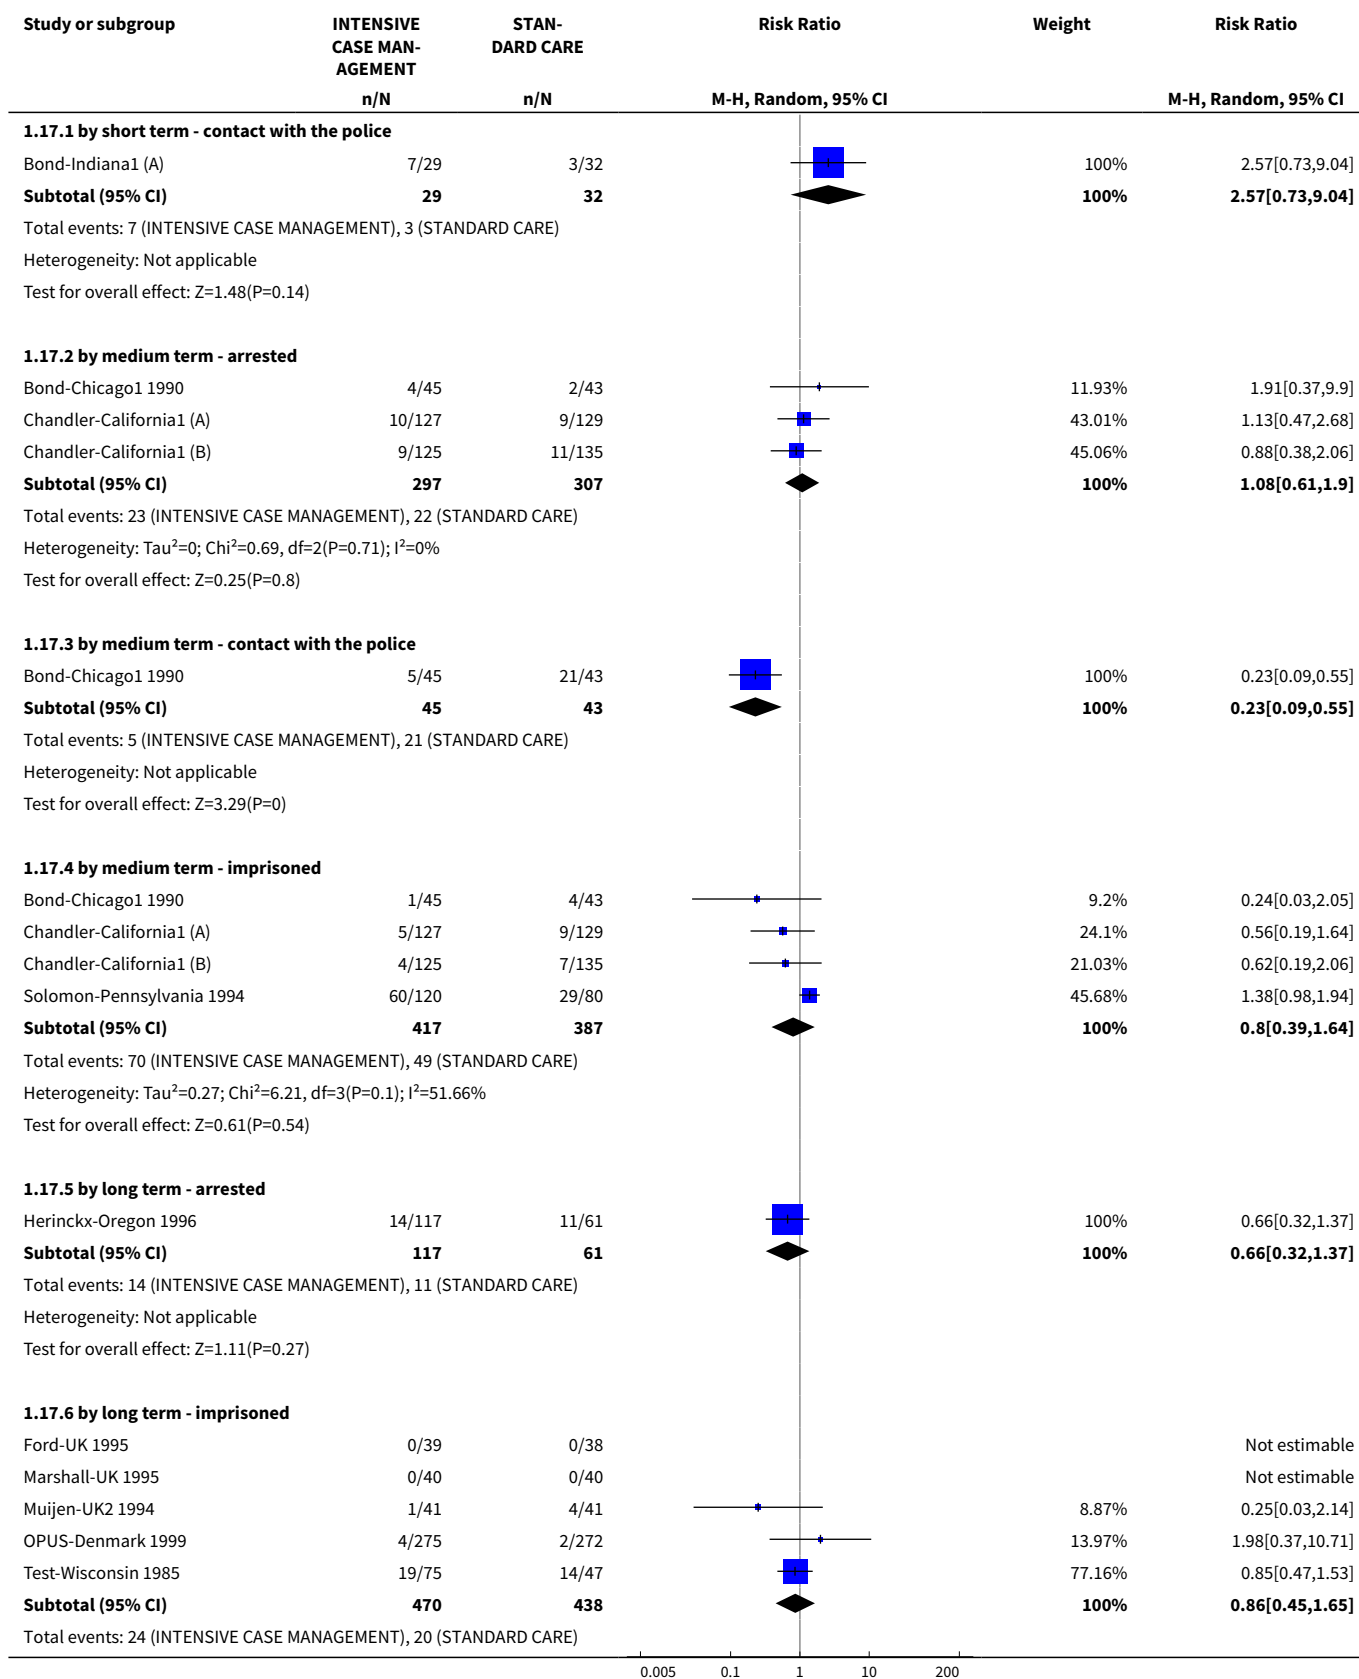 Study or subgroup INTENSIVE STAN- Risk Ratio Weight Risk Ratio
CASE MAN- DARD CARE
AGEMENT
n/N n/N M-H, Random, 95% CI M-H, Random, 95% CI
1.17.1 by short term - contact with the police
Bond-Indiana1 (A) 7/29 3/32 100% 2.57[0.73,9.04]
Subtotal (95% CI) 29 32 100% 2.57[0.73,9.04]
Total events: 7 (INTENSIVE CASE MANAGEMENT), 3 (STANDARD CARE)
Heterogeneity: Not applicable
Test for overall effect: Z=1.48(P=0.14)
1.17.2 by medium term - arrested
Bond-Chicago1 1990 4/45 2/43 11.93% 1.91[0.37,9.9]
Chandler-California1 (A) 10/127 9/129 43.01% 1.13[0.47,2.68]
Chandler-California1 (B) 9/125 11/135 45.06% 0.88[0.38,2.06]
Subtotal (95% CI) 297 307 100% 1.08[0.61,1.9]
Total events: 23 (INTENSIVE CASE MANAGEMENT), 22 (STANDARD CARE)
Heterogeneity: Tau²=0; Chi²=0.69, df=2(P=0.71); I²=0%
Test for overall effect: Z=0.25(P=0.8)
1.17.3 by medium term - contact with the police
Bond-Chicago1 1990 5/45 21/43 100% 0.23[0.09,0.55]
Subtotal (95% CI) 45 43 100% 0.23[0.09,0.55]
Total events: 5 (INTENSIVE CASE MANAGEMENT), 21 (STANDARD CARE)
Heterogeneity: Not applicable
Test for overall effect: Z=3.29(P=0)
1.17.4 by medium term - imprisoned
Bond-Chicago1 1990 1/45 4/43 9.2% 0.24[0.03,2.05]
Chandler-California1 (A) 5/127 9/129 24.1% 0.56[0.19,1.64]
Chandler-California1 (B) 4/125 7/135 21.03% 0.62[0.19,2.06]
Solomon-Pennsylvania 1994 60/120 29/80 45.68% 1.38[0.98,1.94]
Subtotal (95% CI) 417 387 100% 0.8[0.39,1.64]
Total events: 70 (INTENSIVE CASE MANAGEMENT), 49 (STANDARD CARE)
Heterogeneity: Tau²=0.27; Chi²=6.21, df=3(P=0.1); I²=51.66%
Test for overall effect: Z=0.61(P=0.54)
1.17.5 by long term - arrested
Herinckx-Oregon 1996 14/117 11/61 100% 0.66[0.32,1.37]
Subtotal (95% CI) 117 61 100% 0.66[0.32,1.37]
Total events: 14 (INTENSIVE CASE MANAGEMENT), 11 (STANDARD CARE)
Heterogeneity: Not applicable
Test for overall effect: Z=1.11(P=0.27)
1.17.6 by long term - imprisoned
Ford-UK 1995 0/39 0/38 Not estimable
Marshall-UK 1995 0/40 0/40 Not estimable
Muijen-UK2 1994 1/41 4/41 8.87% 0.25[0.03,2.14]
OPUS-Denmark 1999 4/275 2/272 13.97% 1.98[0.37,10.71]
Test-Wisconsin 1985 19/75 14/47 77.16% 0.85[0.47,1.53]
Subtotal (95% CI) 470 438 100% 0.86[0.45,1.65]
Total events: 24 (INTENSIVE CASE MANAGEMENT), 20 (STANDARD CARE)
0.005 0.1 1 10 200